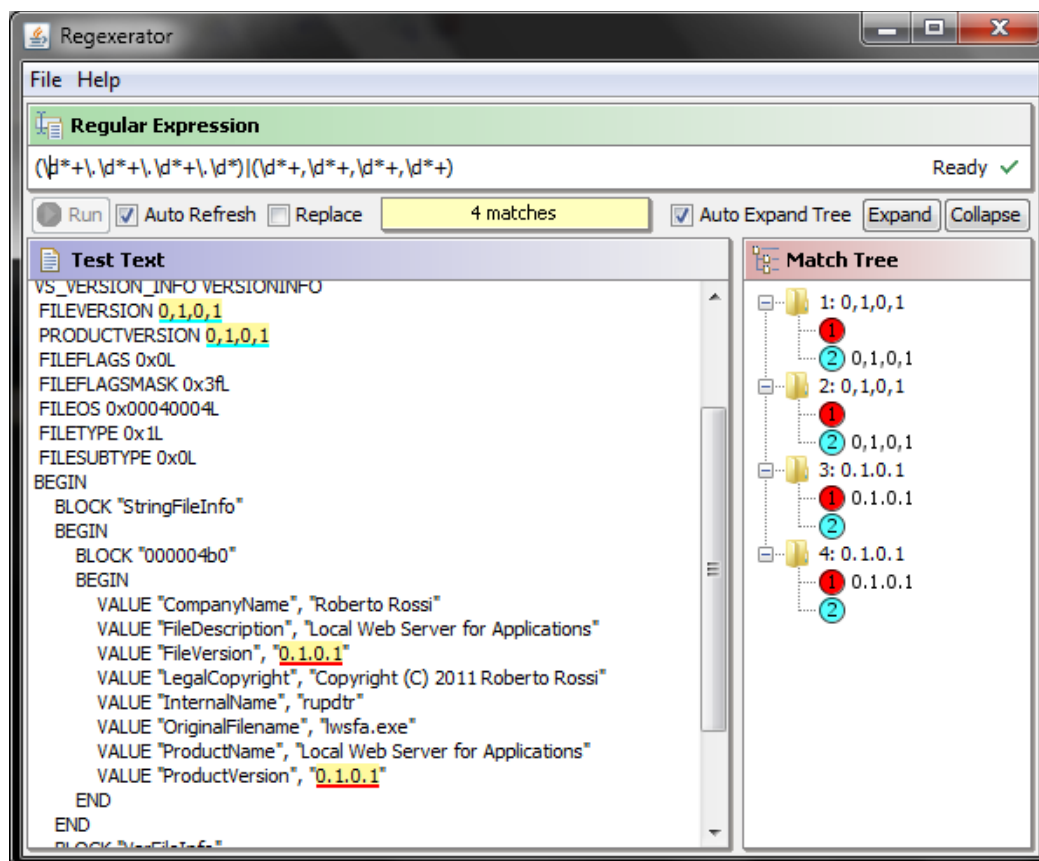 Regexerator
File Help
Regular Expression
(\d*+\.\d*+\.\d*+\.\d*)|(\d*+,\d*+,\d*+,\d*+)
Ready
Run Auto Refresh Replace 4 matches Auto Expand Tree Expand Collapse
Test Text
VS_VERSION_INFO VERSIONINFO
FILEVERSION 0,1,0,1
PRODUCTVERSION 0,1,0,1
FILEFLAGS 0x0L
FILEFLAGSMASK 0x3fL
FILEOS 0x00040004L
FILETYPE 0x1L
FILESUBTYPE 0x0L
BEGIN
BLOCK "StringFileInfo"
BEGIN
BLOCK "000004b0"
BEGIN
VALUE "CompanyName", "Roberto Rossi"
VALUE "FileDescription", "Local Web Server for Applications"
VALUE "FileVersion", "0.1.0.1"
VALUE "LegalCopyright", "Copyright (C) 2011 Roberto Rossi"
VALUE "InternalName", "rupdtr"
VALUE "OriginalFilename", "lwsfa.exe"
VALUE "ProductName", "Local Web Server for Applications"
VALUE "ProductVersion", "0.1.0.1"
END
END
BLOCK "VarFileInfo"
Match Tree
1: 0,1,0,1
1
2 0,1,0,1
2: 0,1,0,1
1
2 0,1,0,1
3: 0.1.0.1
1 0.1.0.1
2
4: 0.1.0.1
1 0.1.0.1
2